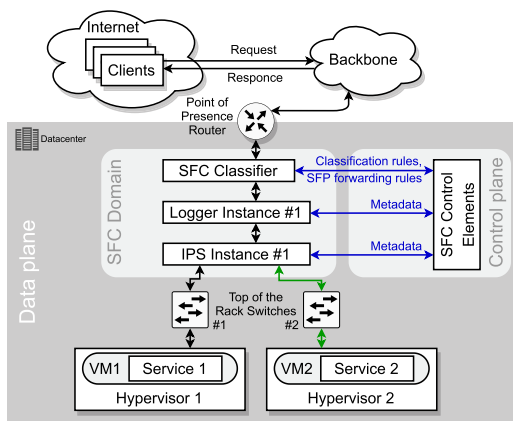 Internet
Clients
Request
Responce
Backbone
Point of
Presence
Router
Datacenter
Data plane
SFC Domain
SFC Classifier
Classification rules,
SFP forwarding rules
Logger Instance #1
Metadata
IPS Instance #1
Metadata
SFC Control
Elements
Control plane
Top of the
Rack Switches
#1
#2
VM1
Service 1
Hypervisor 1
VM2
Service 2
Hypervisor 2